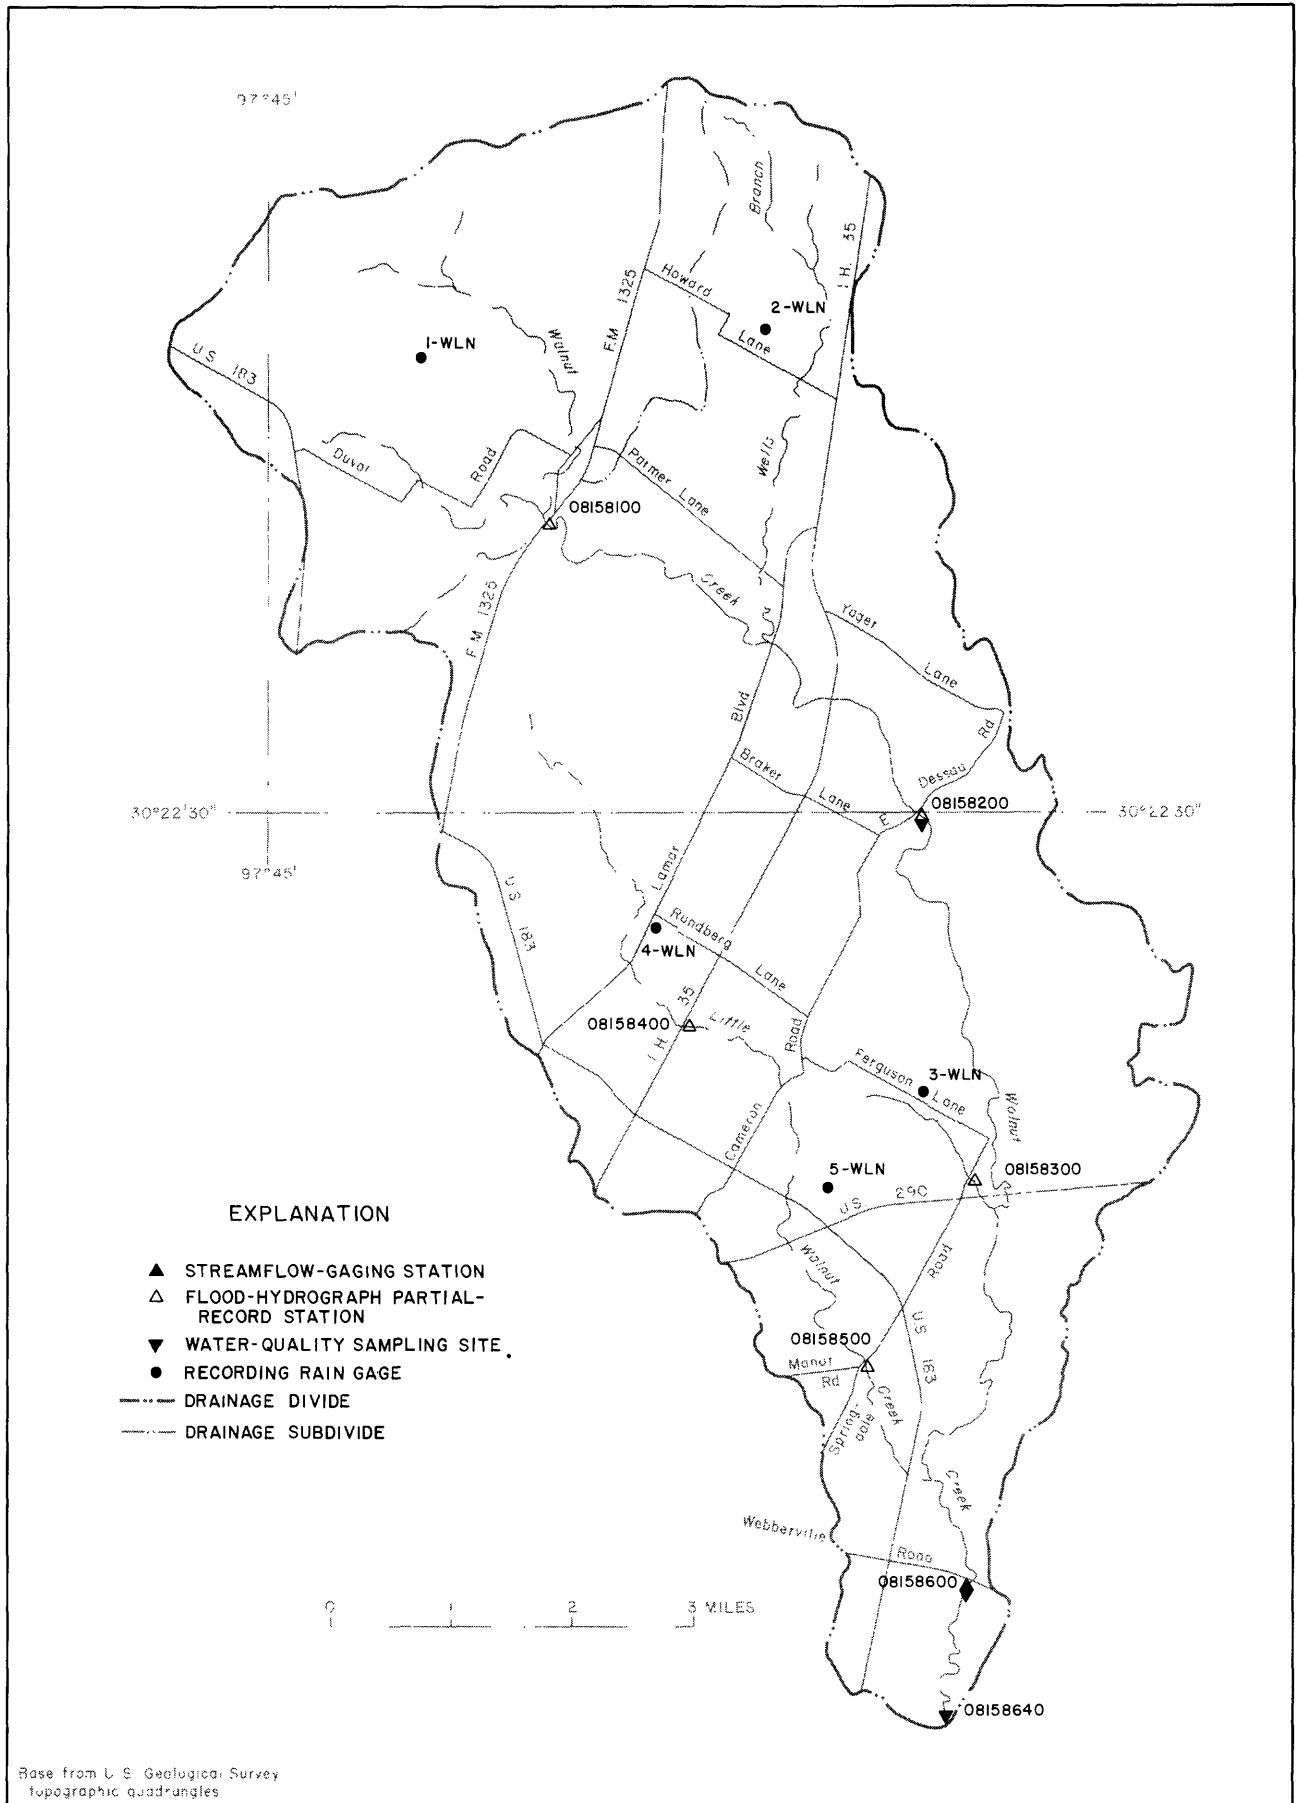 97°45'
Branch
I H. 35
Howard
Lane
F.M. 1325
2-WLN
Walnut
1-WLN
U S 183
Duval
Road
Wells
Palmer Lane
08158100
Creek
F.M. 1325
Yager
Lane
Blvd
Rd
Dessau
Braker
Lane
E
08158200
30°22'30"
30°22'30"
97°45'
Lamar
U.S. 183
Rundberg
Lane
4-WLN
35
I H.
Little
08158400
Road
Ferguson
Lane
3-WLN
Walnut
Cameron
5-WLN
08158300
U.S. 290
Walnut
Road
EXPLANATION
STREAMFLOW-GAGING STATION
FLOOD-HYDROGRAPH PARTIAL-
RECORD STATION
WATER-QUALITY SAMPLING SITE
RECORDING RAIN GAGE
DRAINAGE DIVIDE
DRAINAGE SUBDIVIDE
08158500
U.S. 183
Manor
Rd
Creek
Spring-
dale
Creek
Webberville
Road
08158600
0 1 2 3 MILES
08158640
Base from U.S. Geological Survey
topographic quadrangles